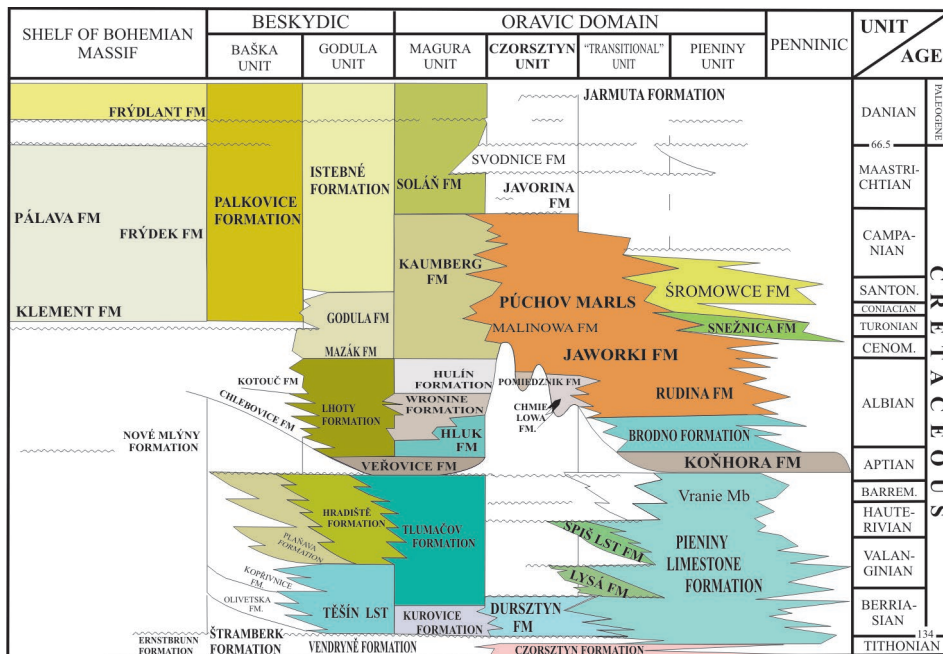 SHELF OF BOHEMIAN
MASSIF
BESKYDIC
BAŠKA
UNIT
GODULA
UNIT
ORAVIC DOMAIN
MAGURA
UNIT
CZORSZTYN
UNIT
"TRANSITIONAL"
UNIT
PIENINY
UNIT
PENNINIC
UNIT
AGE
FRÝDLANT FM
JARMUTA FORMATION
DANIAN
PALEOGENE
66.5
SVODNICE FM
ISTEBNÉ
FORMATION
SOLÁŇ FM
MAASTRI-
CHTIAN
PALKOVICE
FORMATION
JAVORINA
FM
PÁLAVA FM
FRÝDEK FM
KAUMBERG
FM
CAMPA-
NIAN
CRETACEOUS
PÚCHOV MARLS
ŚROMOWCE FM
SANTON.
KLEMENT FM
GODULA FM
CONIACIAN
MALINOWA FM
SNEŽNICA FM
TURONIAN
MAZÁK FM
JAWORKI FM
CENOM.
KOTOUČ FM
HULÍN
FORMATION
POMIEDZNIK FM
RUDINA FM
CHLEBOVICE FM
LHOTY
FORMATION
WRONINE
FORMATION
CHMIE
LOWA
FM.
ALBIAN
NOVÉ MLÝNY
FORMATION
HLUK
FM
BRODNO FORMATION
VEŘOVICE FM
KOŇHORA FM
APTIAN
Vranie Mb
BARREM.
HRADIŠTĚ
FORMATION
TLUMAČOV
FORMATION
HAUTE-
RIVIAN
PLAŇAVA
FORMATION
SPIŠ LST FM
PIENINY
LIMESTONE
FORMATION
VALAN-
GINIAN
KOPŘIVNICE
FM.
LYSÁ FM
OLIVETSKA
FM.
TĚŠÍN LST
KUROVICE
FORMATION
DURSZTYN
FM
BERRIA-
SIAN
134
ERNSTBRUNN
FORMATION
ŠTRAMBERK
FORMATION
VENDRYNĚ FORMATION
CZORSZTYN FORMATION
TITHONIAN